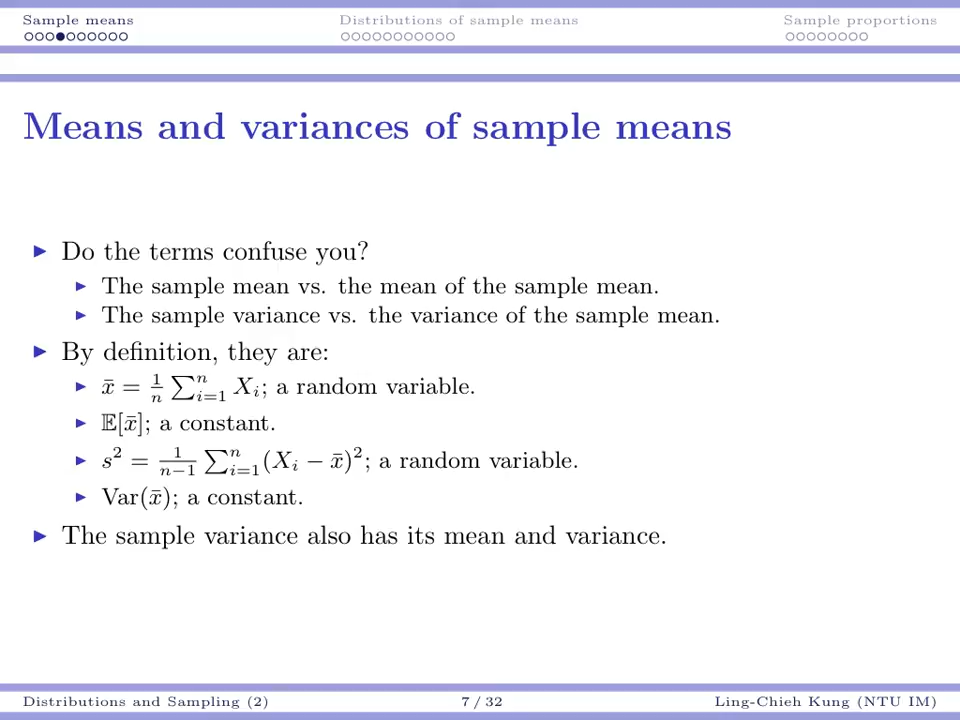 Sample means Distributions of sample means Sample proportions
Means and variances of sample means
▶ Do the terms confuse you?
▶ The sample mean vs. the mean of the sample mean.
▶ The sample variance vs. the variance of the sample mean.
▶ By definition, they are:
▶ x̄ = 1/n ∑ⁿᵢ₌₁ Xᵢ; a random variable.
▶ 𝔼[x̄]; a constant.
▶ s² = 1/(n−1) ∑ⁿᵢ₌₁ (Xᵢ − x̄)²; a random variable.
▶ Var(x̄); a constant.
▶ The sample variance also has its mean and variance.
Distributions and Sampling (2) 7 / 32 Ling-Chieh Kung (NTU IM)